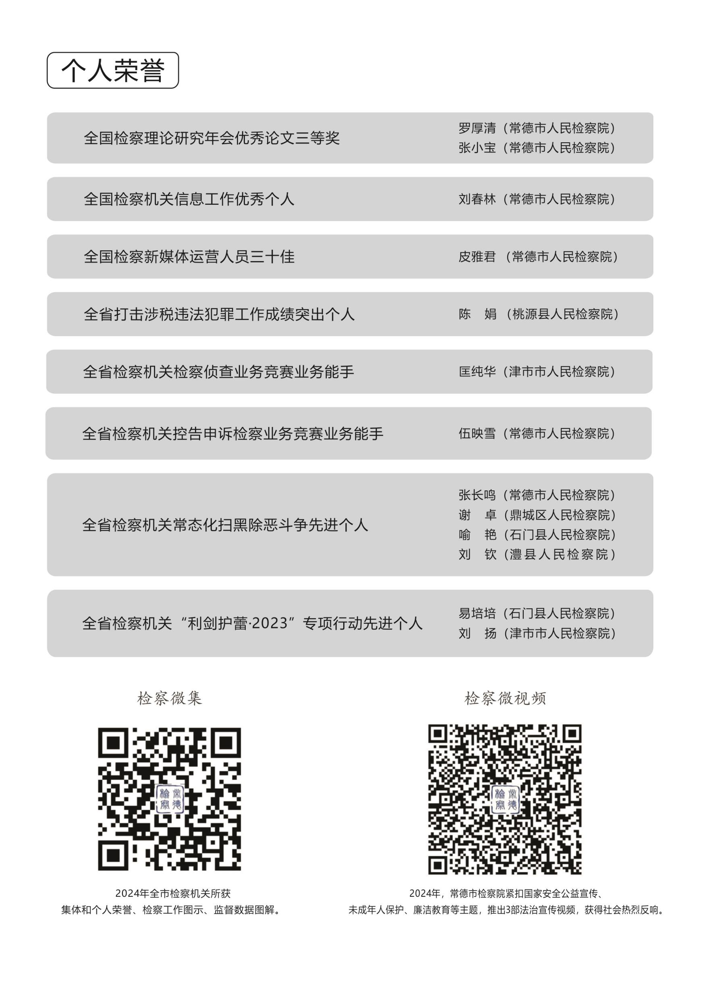 个人荣誉
全国检察理论研究年会优秀论文三等奖
罗厚清（常德市人民检察院）
张小宝（常德市人民检察院）
全国检察机关信息工作优秀个人
刘春林（常德市人民检察院）
全国检察新媒体运营人员三十佳
皮雅君（常德市人民检察院）
全省打击涉税违法犯罪工作成绩突出个人
陈　娟（桃源县人民检察院）
全省检察机关检察侦查业务竞赛业务能手
匡纯华（津市市人民检察院）
全省检察机关控告申诉检察业务竞赛业务能手
伍映雪（常德市人民检察院）
全省检察机关常态化扫黑除恶斗争先进个人
张长鸣（常德市人民检察院）
谢　卓（鼎城区人民检察院）
喻　艳（石门县人民检察院）
刘　钦（澧县人民检察院）
全省检察机关“利剑护蕾·2023”专项行动先进个人
易培培（石门县人民检察院）
刘　扬（津市市人民检察院）
检察微集
檢察
常德
2024年全市检察机关所获
集体和个人荣誉、检察工作图示、监督数据图解。
检察微视频
檢察
常德
2024年，常德市检察院紧扣国家安全公益宣传、
未成年人保护、廉洁教育等主题，推出3部法治宣传视频，获得社会热烈反响。